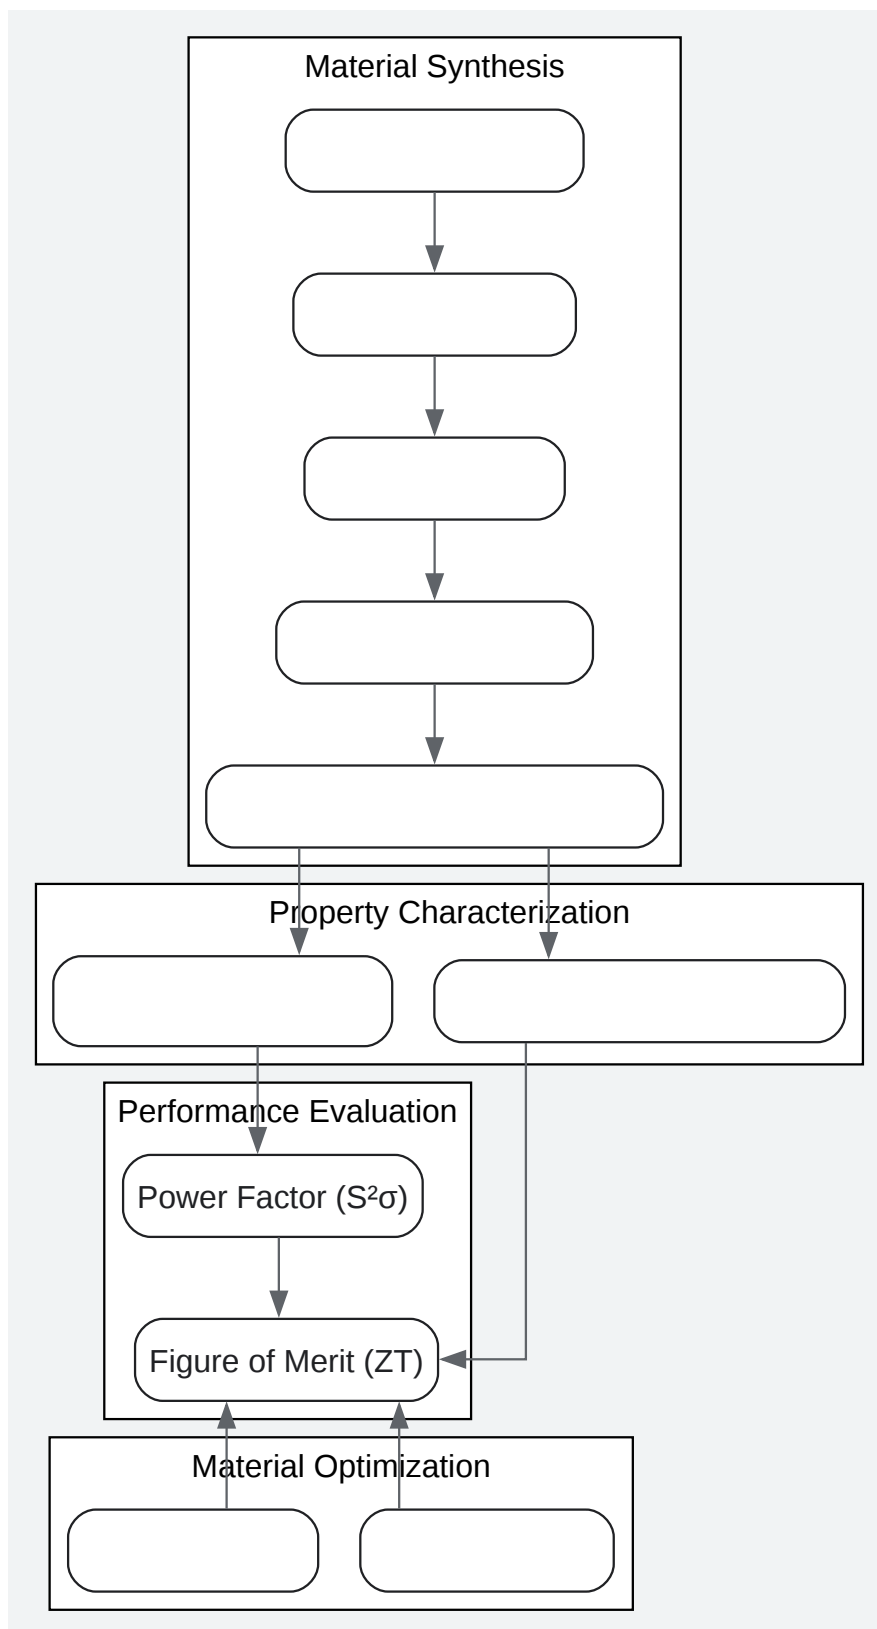 Material Synthesis
Property Characterization
Performance Evaluation
Power Factor (S²σ)
Figure of Merit (ZT)
Material Optimization